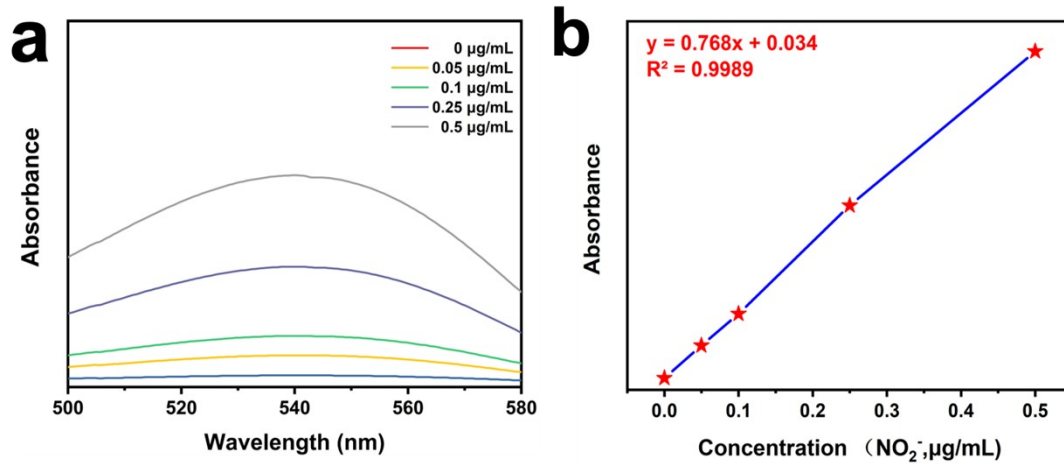 a
0 µg/mL
0.05 µg/mL
0.1 µg/mL
0.25 µg/mL
0.5 µg/mL
Absorbance
500 520 540 560 580
Wavelength (nm)
b
y = 0.768x + 0.034
R² = 0.9989
Absorbance
0.0 0.1 0.2 0.3 0.4 0.5
Concentration （NO₂⁻,µg/mL)